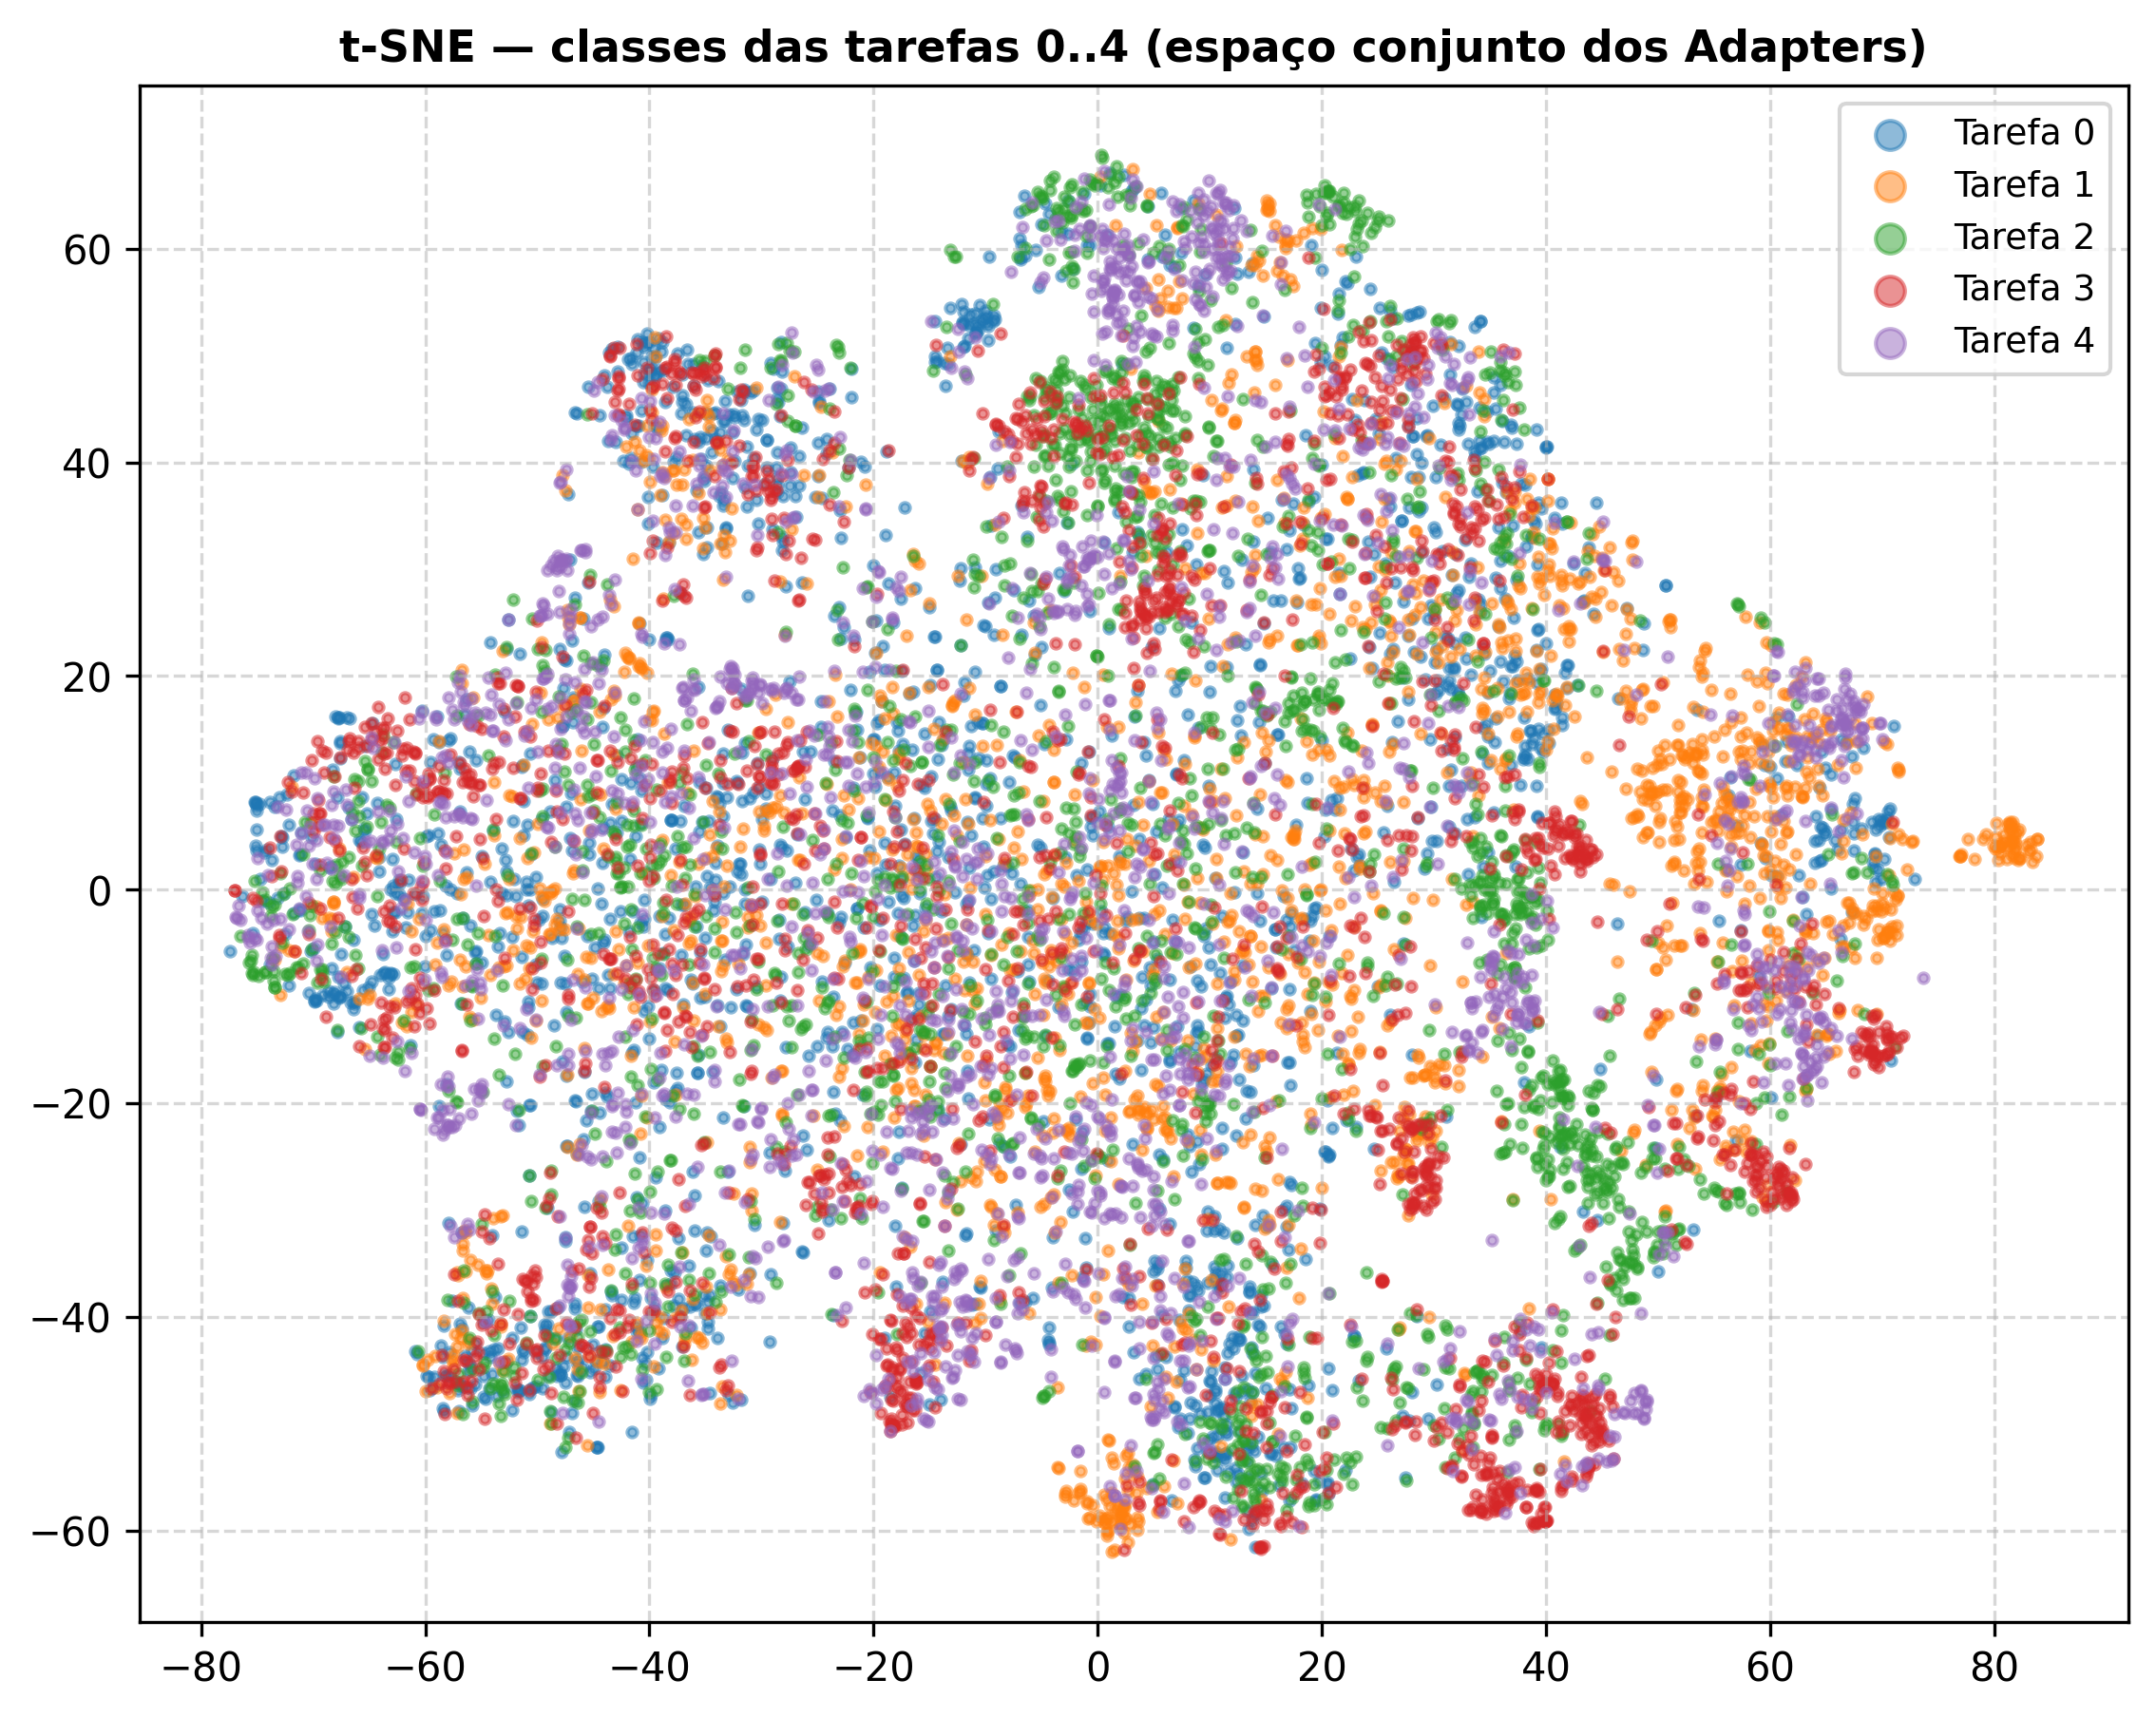 t-SNE — classes das tarefas 0..4 (espaço conjunto dos Adapters)
Tarefa 0
Tarefa 1
Tarefa 2
Tarefa 3
Tarefa 4
60
40
20
0
−20
−40
−60
−80 −60 −40 −20 0 20 40 60 80